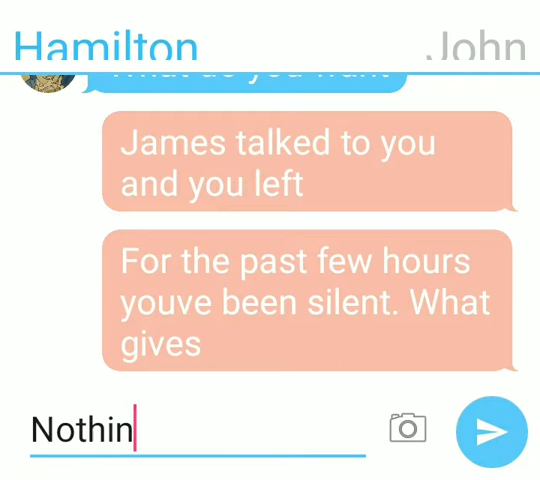 Hamilton John
What do you want
James talked to you
and you left
For the past few hours
youve been silent. What
gives
Nothin